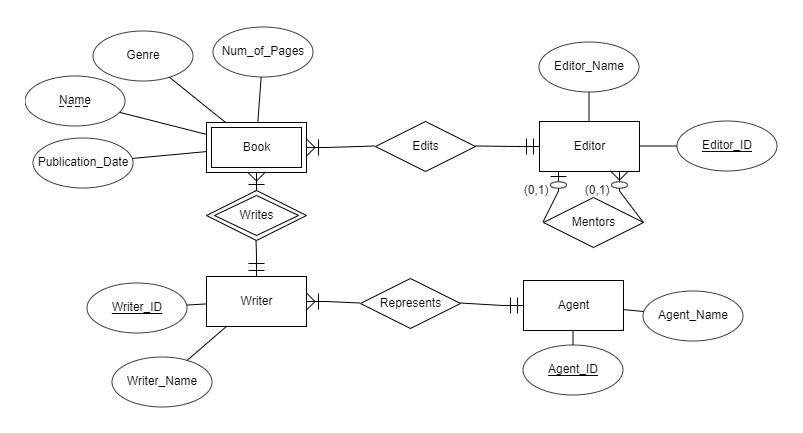 Genre
Num_of_Pages
Editor_Name
Name
Book
Edits
Editor
Editor_ID
Publication_Date
(0,1)
(0,1)
Writes
Mentors
Writer_ID
Writer
Represents
Agent
Agent_Name
Writer_Name
Agent_ID